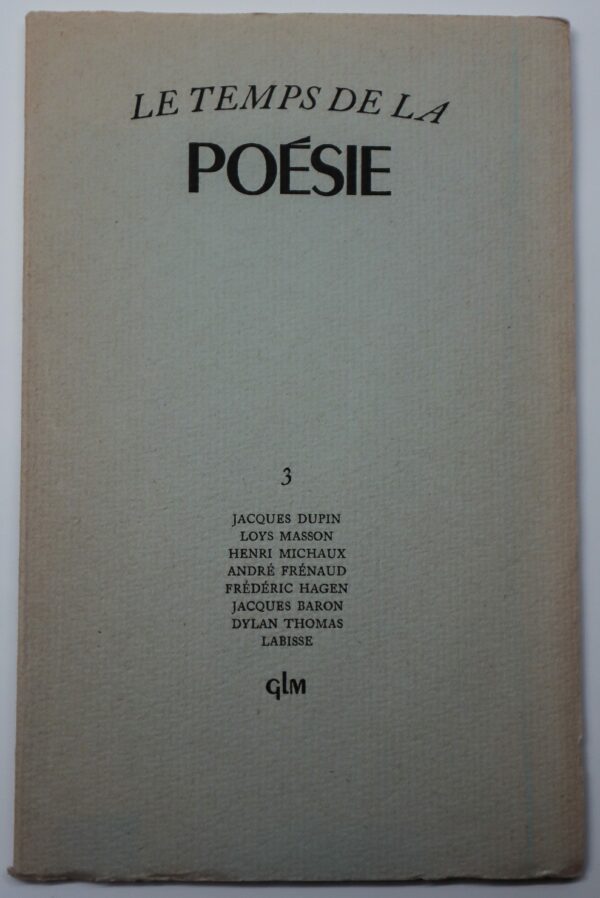 LE TEMPS DE LA
POÉSIE
3
JACQUES DUPIN
LOYS MASSON
HENRI MICHAUX
ANDRÉ FRÉNAUD
FRÉDÉRIC HAGEN
JACQUES BARON
DYLAN THOMAS
LABISSE
GLM